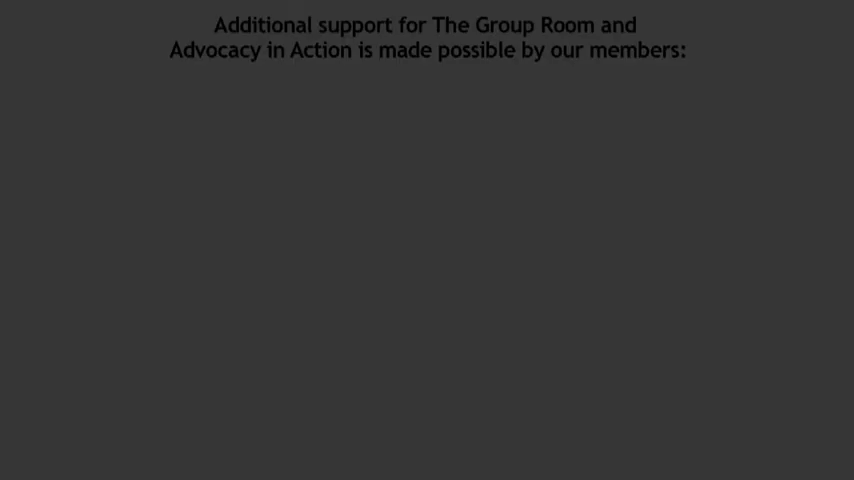 Additional support for The Group Room and
Advocacy in Action is made possible by our members: